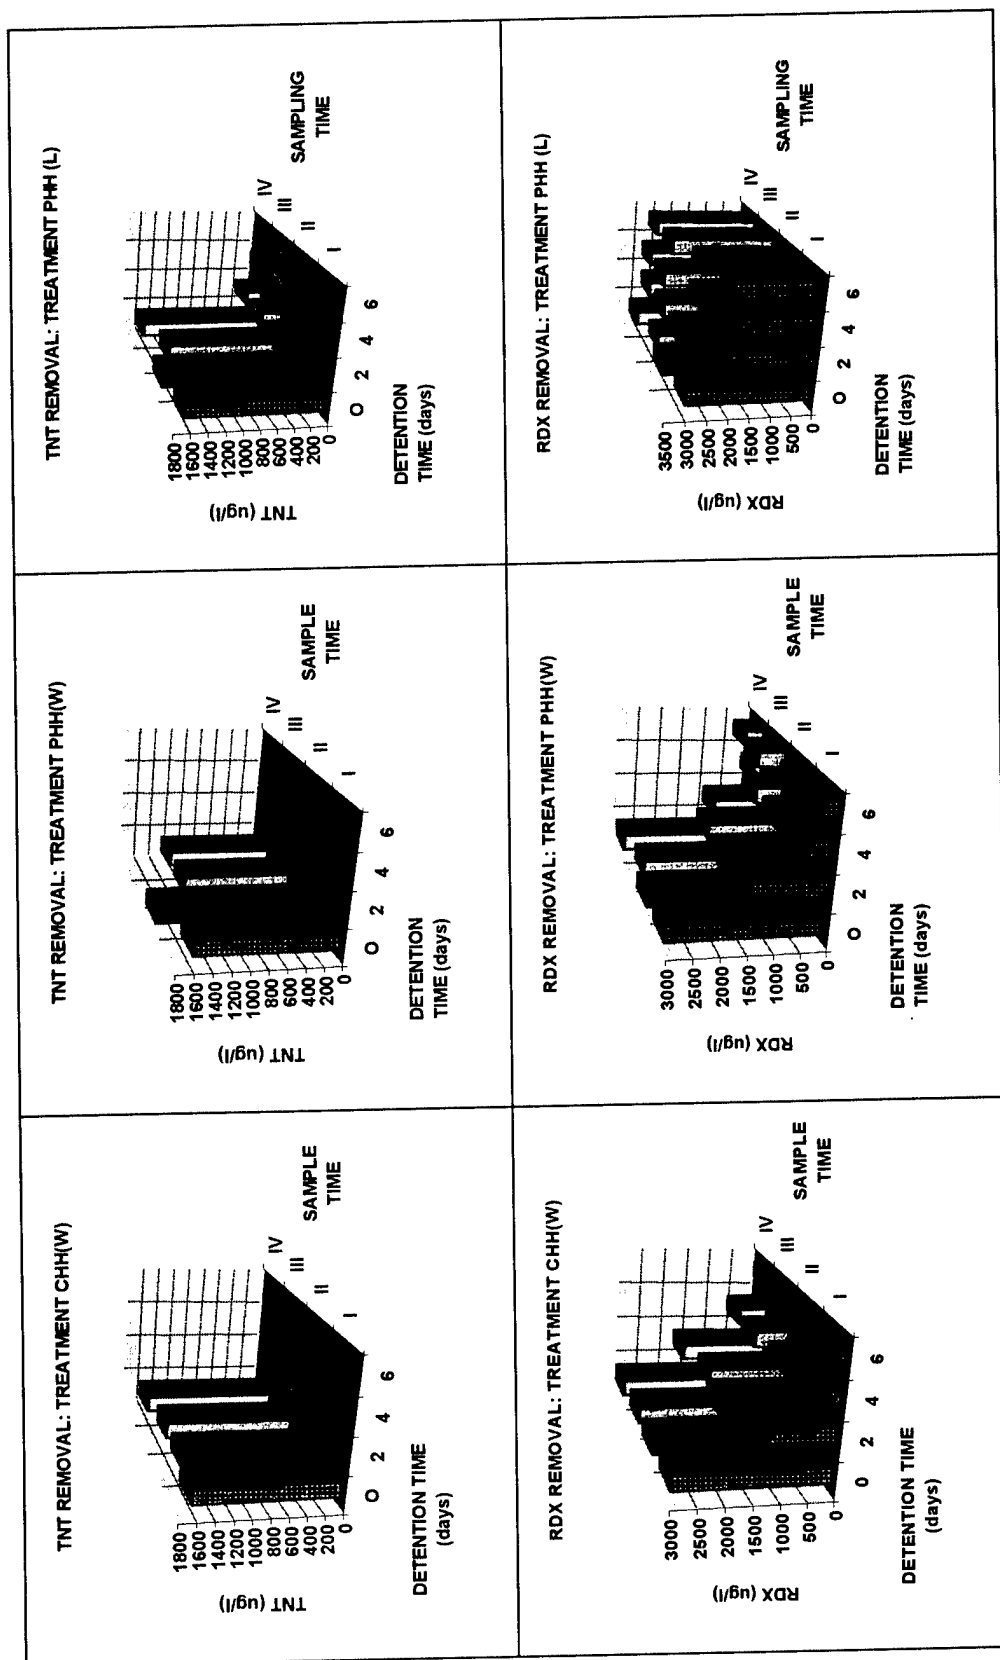 TNT REMOVAL: TREATMENT CHH(W)
TNT (ug/l)
1800
1600
1400
1200
1000
800
600
400
200
0
O
2
4
6
DETENTION TIME
(days)
I
II
III
IV
SAMPLE
TIME
TNT REMOVAL: TREATMENT PHH(W)
TNT (ug/l)
1800
1600
1400
1200
1000
800
600
400
200
0
O
2
4
6
DETENTION
TIME (days)
I
II
III
IV
SAMPLE
TIME
TNT REMOVAL: TREATMENT PHH (L)
TNT (ug/l)
1800
1600
1400
1200
1000
800
600
400
200
0
O
2
4
6
DETENTION
TIME (days)
I
II
III
IV
SAMPLING
TIME
RDX REMOVAL: TREATMENT CHH(W)
RDX (ug/l)
3000
2500
2000
1500
1000
500
0
0
2
4
6
DETENTION TIME
(days)
I
II
III
IV
SAMPLE
TIME
RDX REMOVAL: TREATMENT PHH(W)
RDX (ug/l)
3000
2500
2000
1500
1000
500
0
O
2
4
6
DETENTION
TIME (days)
I
II
III
IV
SAMPLE
TIME
RDX REMOVAL: TREATMENT PHH (L)
RDX (ug/l)
3500
3000
2500
2000
1500
1000
500
0
O
2
4
6
DETENTION
TIME (days)
I
II
III
IV
SAMPLING
TIME